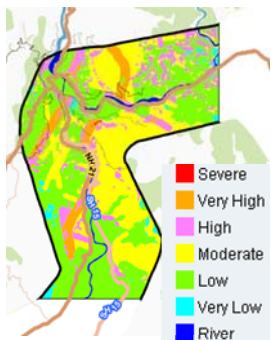 NH 21
Severe
Very High
High
Moderate
Low
Very Low
River